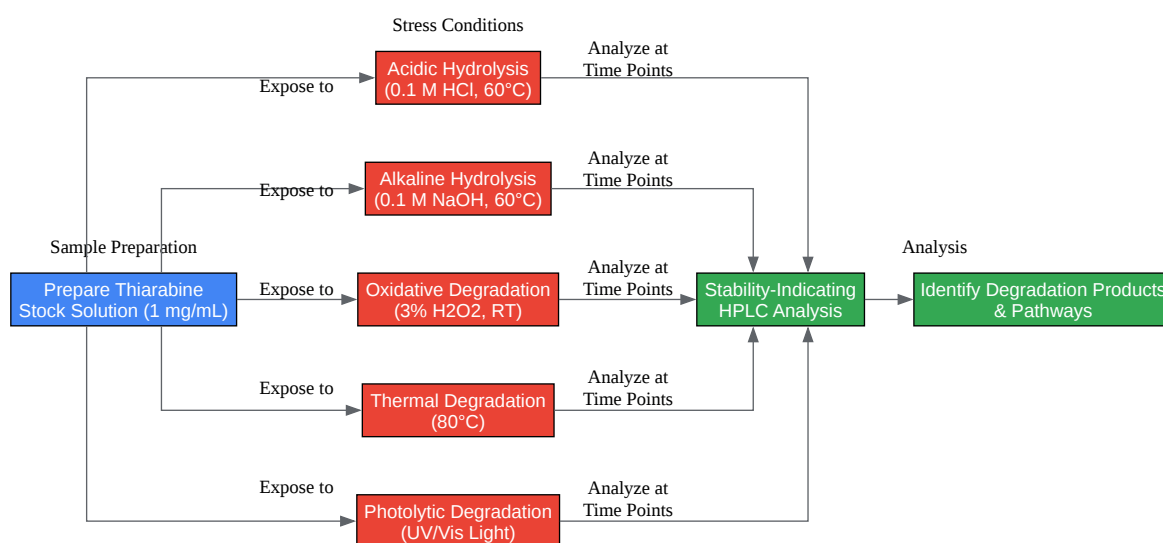 Stress Conditions
Expose to
Acidic Hydrolysis
(0.1 M HCl, 60°C)
Analyze at
Time Points
Expose to
Alkaline Hydrolysis
(0.1 M NaOH, 60°C)
Analyze at
Time Points
Sample Preparation
Prepare Thiarabine
Stock Solution (1 mg/mL)
Expose to
Oxidative Degradation
(3% H2O2, RT)
Analyze at
Time Points
Stability-Indicating
HPLC Analysis
Analysis
Identify Degradation Products
& Pathways
Expose to
Thermal Degradation
(80°C)
Analyze at
Time Points
Expose to
Photolytic Degradation
(UV/Vis Light)
Analyze at
Time Points